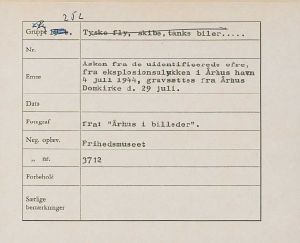 252
Gruppe Tyske fly, skibe, tanks biler.....
Nr.
Emne Asken fra de uidentificerede ofre,
fra eksplosionsulykken i Århus havn
4 juli 1944, gravsættes fra Århus
Domkirke d. 29 juli.
Dato
Fotograf fra: "Århus i billeder".
Neg. opbev. Frihedsmuseet
„ nr. 3712
Forbehold
Særlige
bemærkninger